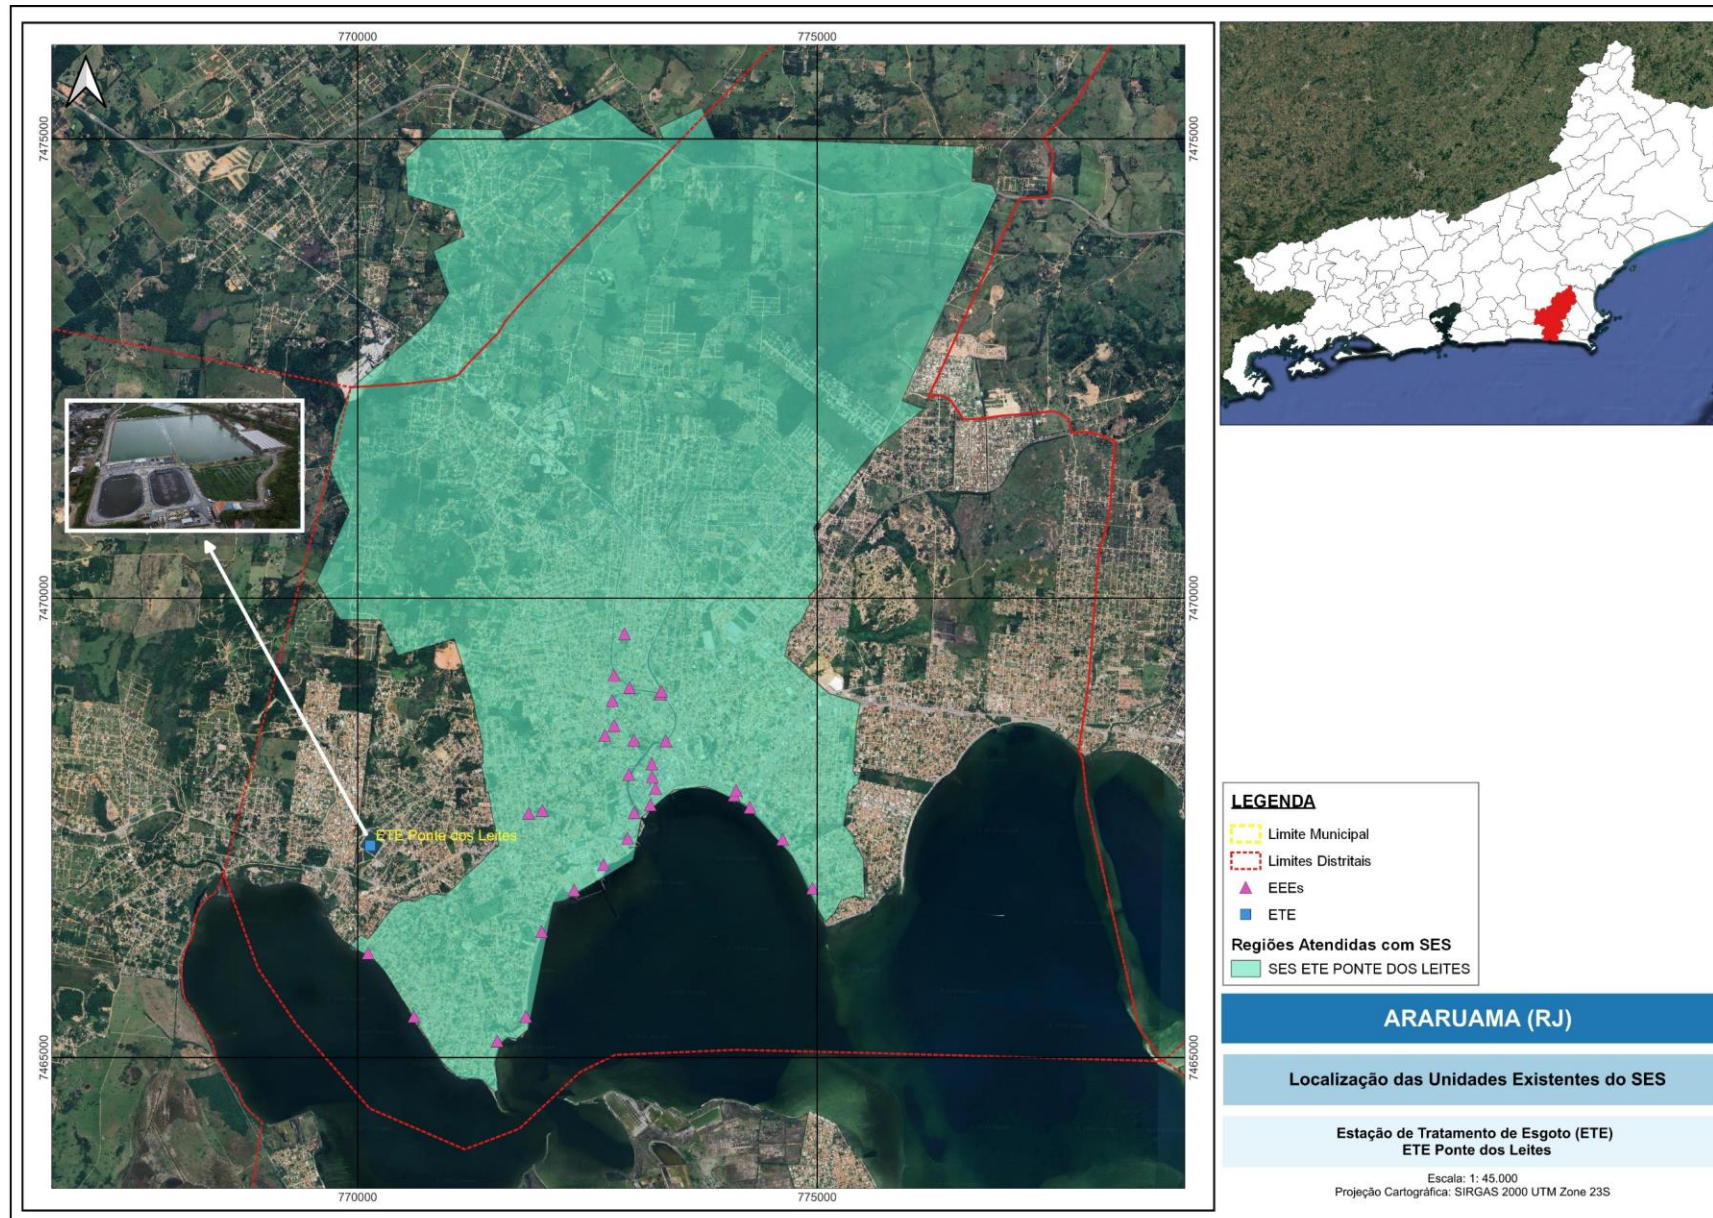 770000
775000
7475000
7475000
7470000
7470000
ETE Ponte dos Leites
7465000
7465000
770000
775000
LEGENDA
Limite Municipal
Limites Distritais
EEEs
ETE
Regiões Atendidas com SES
SES ETE PONTE DOS LEITES
ARARUAMA (RJ)
Localização das Unidades Existentes do SES
Estação de Tratamento de Esgoto (ETE)
ETE Ponte dos Leites
Escala: 1: 45.000
Projeção Cartográfica: SIRGAS 2000 UTM Zone 23S